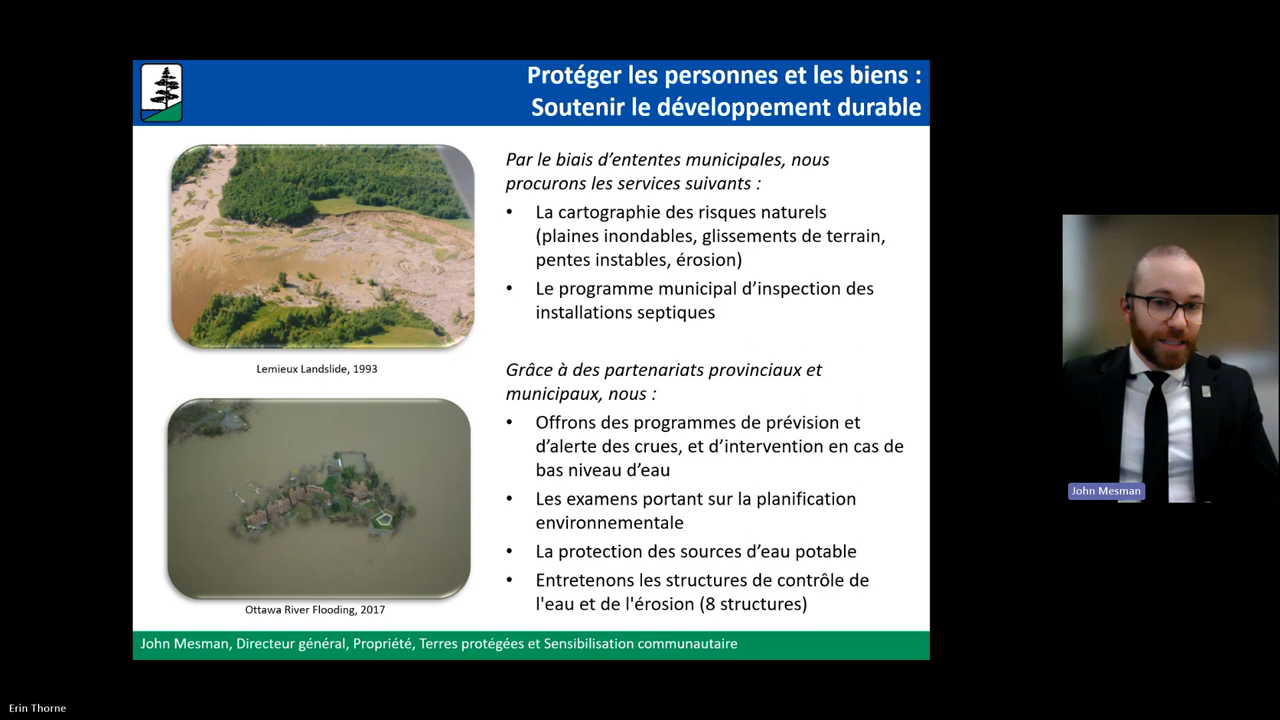 Protéger les personnes et les biens :
Soutenir le développement durable
Par le biais d’ententes municipales, nous
procurons les services suivants :
• La cartographie des risques naturels
(plaines inondables, glissements de terrain,
pentes instables, érosion)
• Le programme municipal d’inspection des
installations septiques
Lemieux Landslide, 1993
Grâce à des partenariats provinciaux et
municipaux, nous :
• Offrons des programmes de prévision et
d’alerte des crues, et d’intervention en cas de
bas niveau d’eau
• Les examens portant sur la planification
environnementale
• La protection des sources d’eau potable
• Entretenons les structures de contrôle de
l'eau et de l'érosion (8 structures)
Ottawa River Flooding, 2017
John Mesman, Directeur général, Propriété, Terres protégées et Sensibilisation communautaire
John Mesman
Erin Thorne